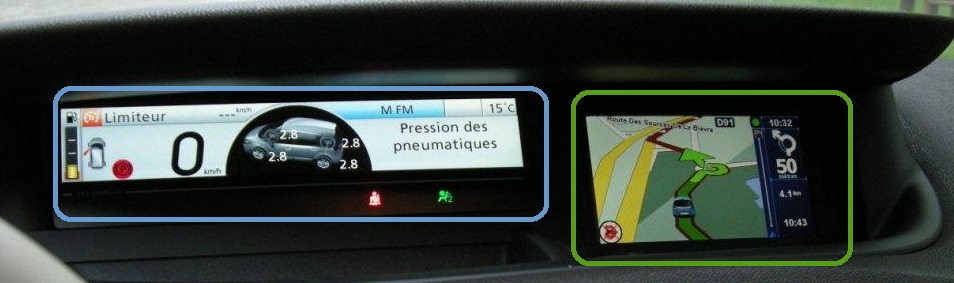 Limiteur
--- km/h
M FM
15°C
0 km/h
2.8
2.8
2.8
2.8
Pression des
pneumatiques
2
Route Des Sources De La Bièvre
D91
10:32
50
mètres
4.1 km
10:43